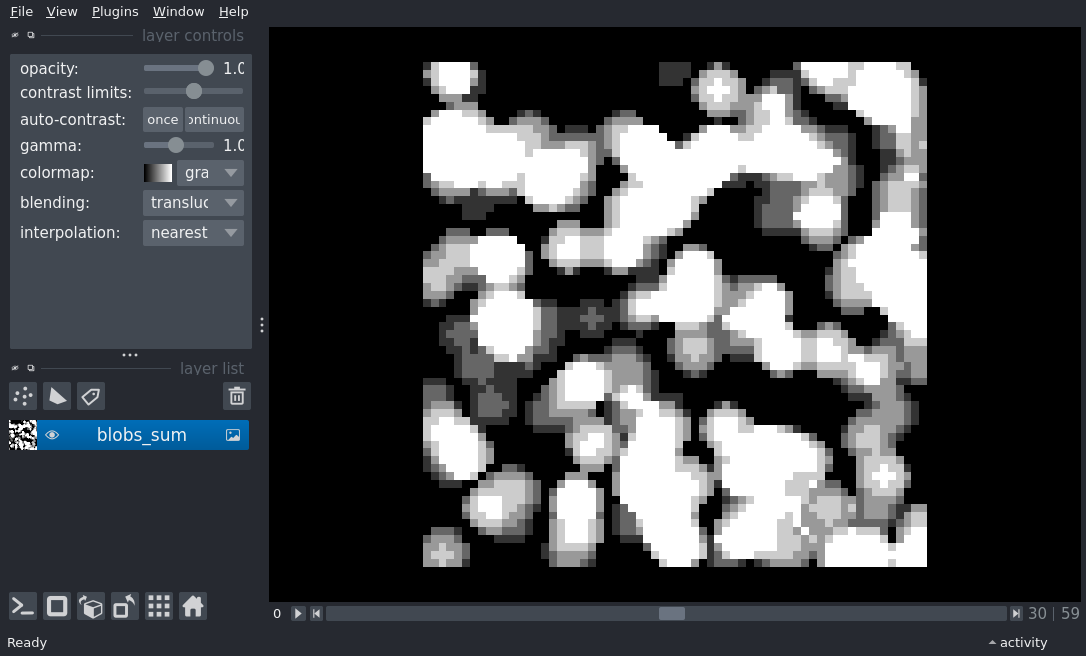 File View Plugins Window Help
layer controls
opacity: 1.0
contrast limits:
auto-contrast: once ontinuou
gamma: 1.0
colormap: gra
blending: transluc
interpolation: nearest
layer list
blobs_sum
0 30 | 59
Ready activity